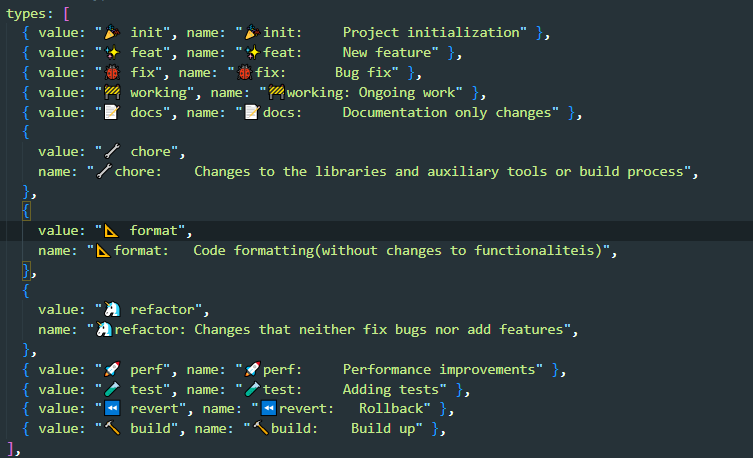 types: [
  { value: "🎉 init", name: "🎉init:     Project initialization" },
  { value: "✨ feat", name: "✨feat:     New feature" },
  { value: "🐞 fix", name: "🐞fix:      Bug fix" },
  { value: "🚧 working", name: "🚧working: Ongoing work" },
  { value: "📝 docs", name: "📝docs:     Documentation only changes" },
  {
    value: "🔧 chore",
    name: "🔧chore:    Changes to the libraries and auxiliary tools or build process",
  },
  {
    value: "📐 format",
    name: "📐format:   Code formatting(without changes to functionaliteis)",
  },
  {
    value: "🦄 refactor",
    name: "🦄refactor: Changes that neither fix bugs nor add features",
  },
  { value: "🚀 perf", name: "🚀perf:     Performance improvements" },
  { value: "🧪 test", name: "🧪test:     Adding tests" },
  { value: "⏪ revert", name: "⏪revert:   Rollback" },
  { value: "🔨 build", name: "🔨build:    Build up" },
],